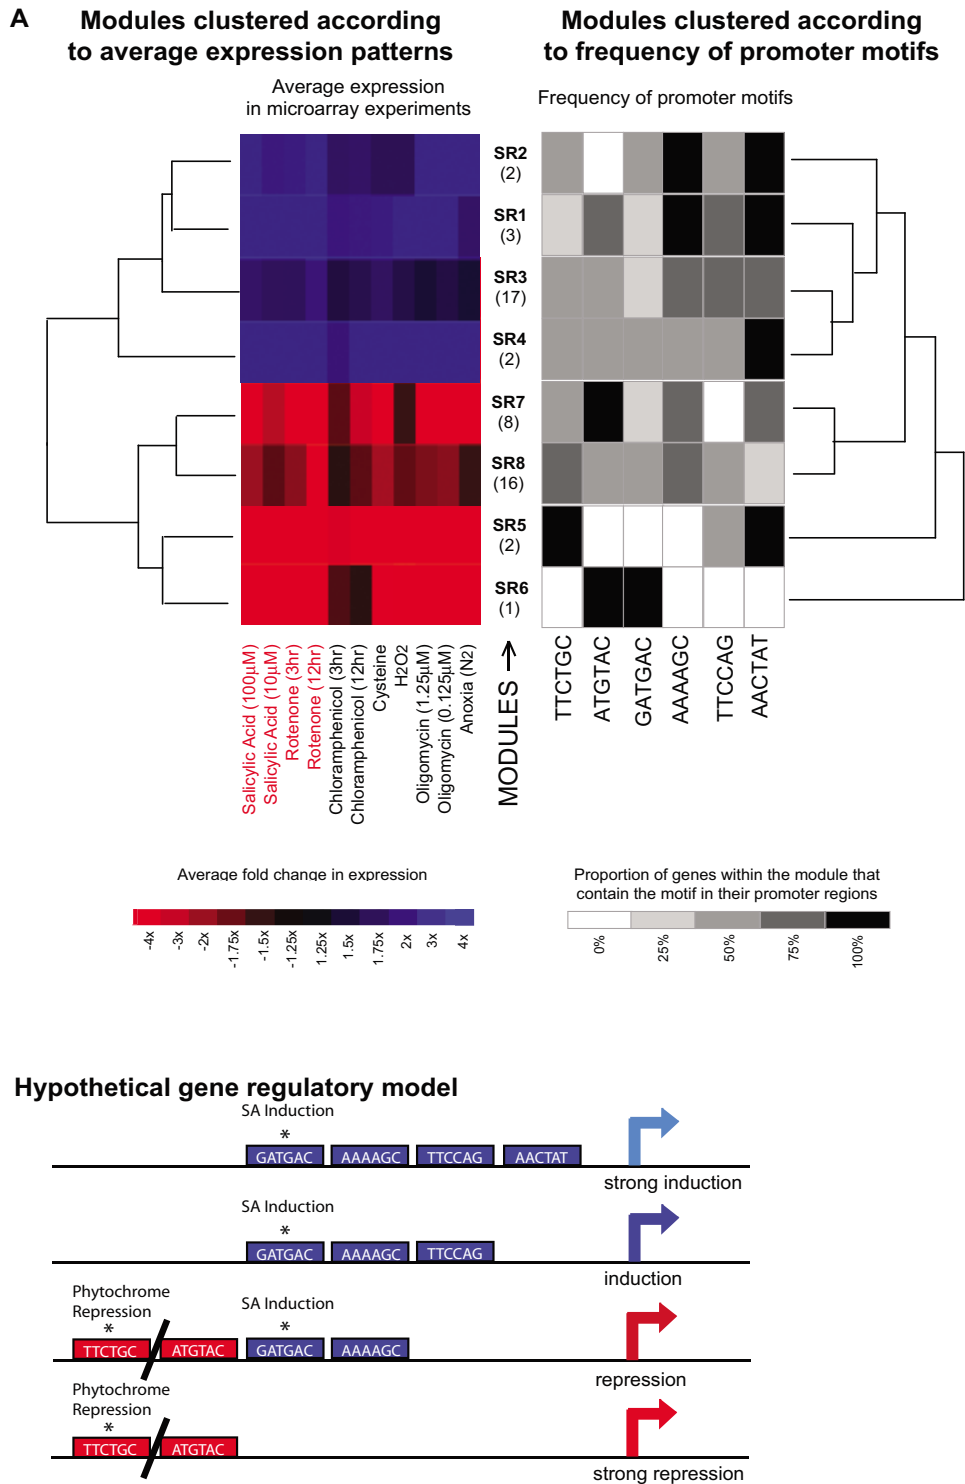 A
Modules clustered according
to average expression patterns
Modules clustered according
to frequency of promoter motifs
Average expression
in microarray experiments
Frequency of promoter motifs
SR2
(2)
SR1
(3)
SR3
(17)
SR4
(2)
SR7
(8)
SR8
(16)
SR5
(2)
SR6
(1)
Salicylic Acid (100µM)
Salicylic Acid (10µM)
Rotenone (3hr)
Rotenone (12hr)
Chloramphenicol (3hr)
Chloramphenicol (12hr)
Cysteine
H2O2
Oligomycin (1.25µM)
Oligomycin (0.125µM)
Anoxia (N2)
MODULES →
TTCTGC
ATGTAC
GATGAC
AAAAGC
TTCCAG
AACTAT
Average fold change in expression
-4x
-3x
-2x
-1.75x
-1.5x
-1.25x
1.25x
1.5x
1.75x
2x
3x
4x
Proportion of genes within the module that
contain the motif in their promoter regions
0%
25%
50%
75%
100%
Hypothetical gene regulatory model
SA Induction
*
GATGAC AAAAGC TTCCAG AACTAT
strong induction
SA Induction
*
GATGAC AAAAGC TTCCAG
induction
Phytochrome
Repression
*
SA Induction
*
TTCTGC ATGTAC GATGAC AAAAGC
repression
Phytochrome
Repression
*
TTCTGC ATGTAC
strong repression